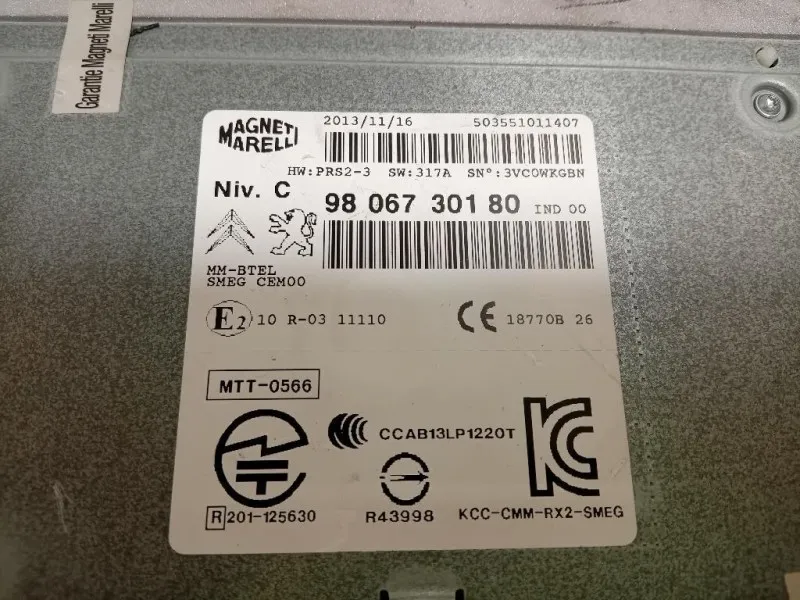 Garantie Magneti Marelli
MAGNETI
MARELLI
2013/11/16 503551011407
HW:PRS2-3 SW:317A SN°:3VC0WKGBN
Niv. C
98 067 301 80 IND 00
MM-BTEL
SMEG CEM00
E2 10 R-03 11110
CE 18770B 26
MTT-0566
CCAB13LP1220T
R 201-125630
R43998
KCC-CMM-RX2-SMEG